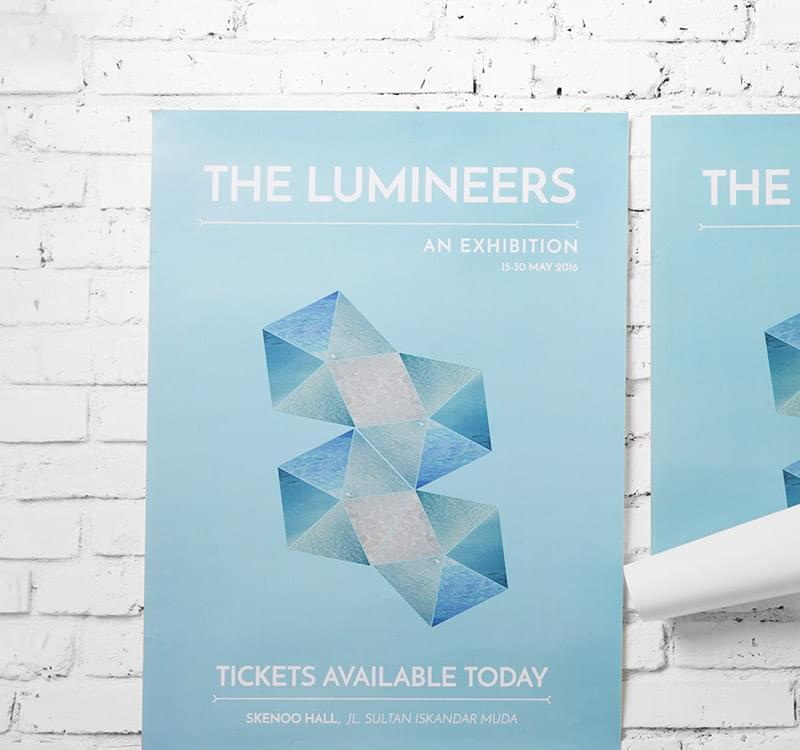 THE LUMINEERS
AN EXHIBITION
15-30 MAY 2016
TICKETS AVAILABLE TODAY
SKENOO HALL, JL. SULTAN ISKANDAR MUDA
THE